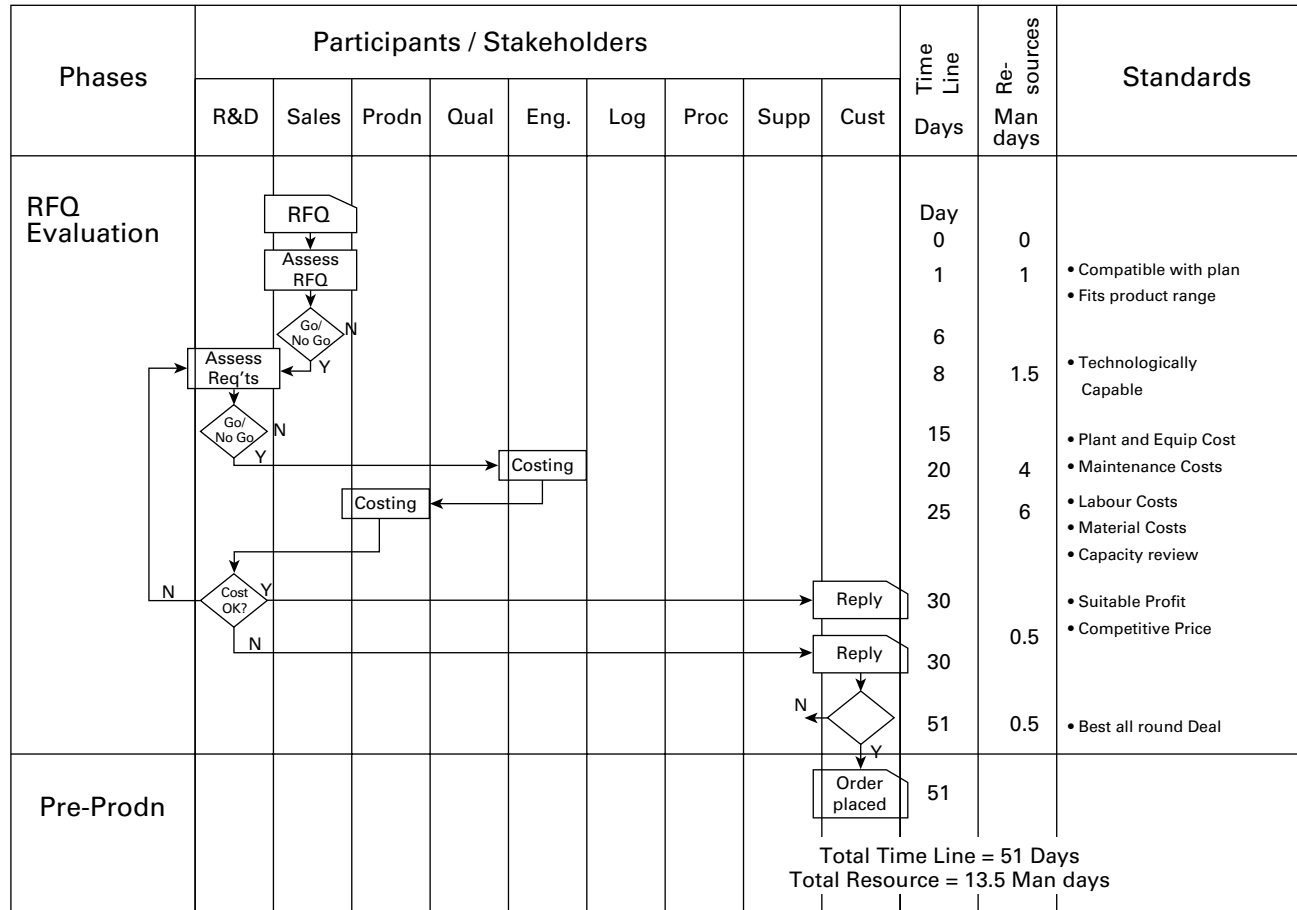 Phases
Participants / Stakeholders
Time
Line
Days
Re-
sources
Man
days
Standards
R&D
Sales
Prodn
Qual
Eng.
Log
Proc
Supp
Cust
RFQ
Evaluation
RFQ
Day
0
0
Assess
RFQ
1
1
• Compatible with plan
• Fits product range
Go/
No Go
N
Y
6
Assess
Req'ts
8
1.5
• Technologically
Capable
Go/
No Go
N
Y
15
• Plant and Equip Cost
Costing
20
4
• Maintenance Costs
Costing
25
6
• Labour Costs
• Material Costs
• Capacity review
N
Cost
OK?
Y
Reply
30
• Suitable Profit
N
0.5
• Competitive Price
Reply
30
N
51
0.5
• Best all round Deal
Y
Pre-Prodn
Order
placed
51
Total Time Line = 51 Days
Total Resource = 13.5 Man days